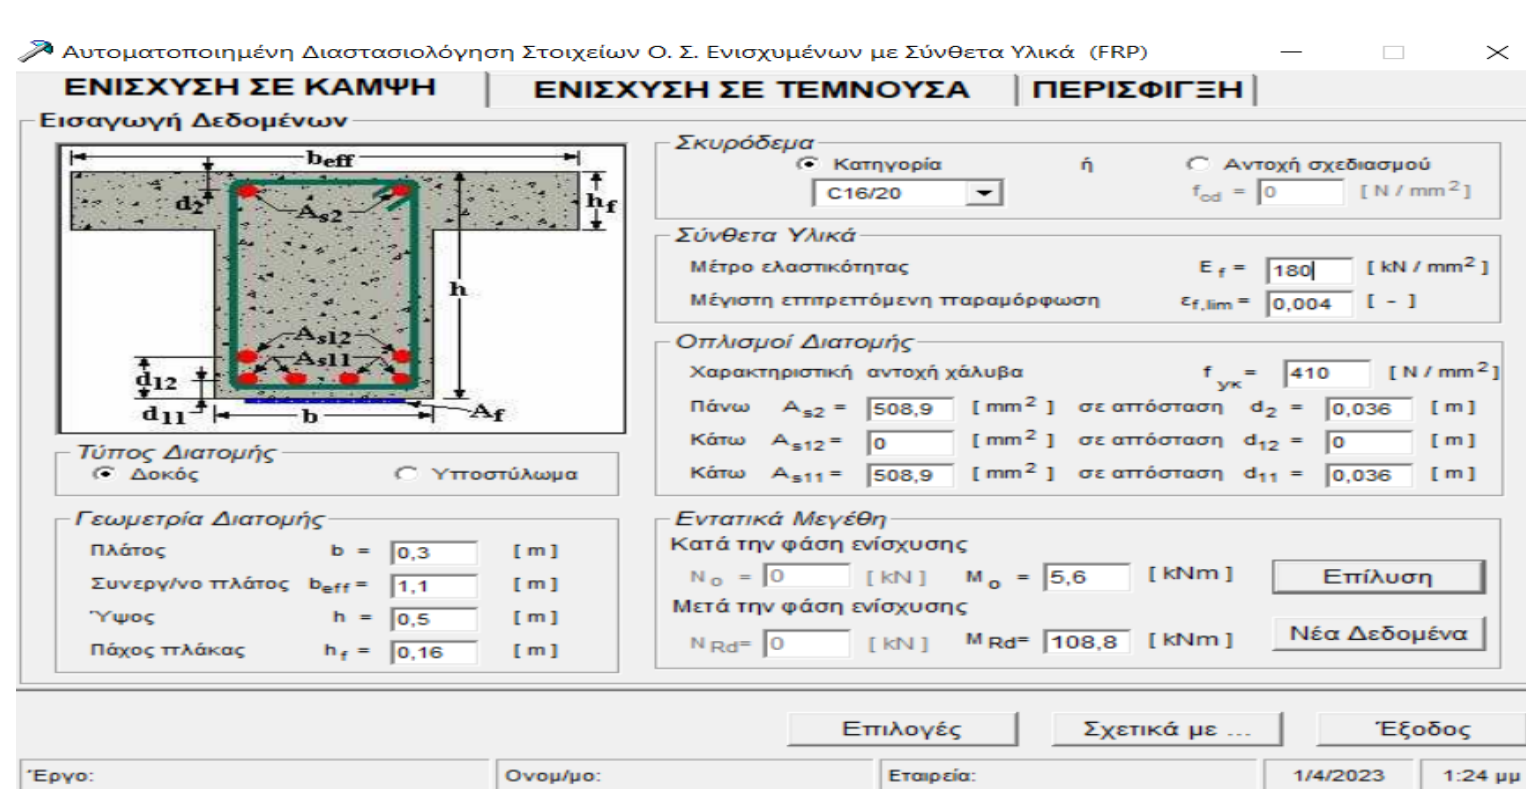 Αυτοματοποιημένη Διαστασιολόγηση Στοιχείων Ο. Σ. Ενισχυμένων με Σύνθετα Υλικά (FRP)
ΕΝΙΣΧΥΣΗ ΣΕ ΚΑΜΨΗ ΕΝΙΣΧΥΣΗ ΣΕ ΤΕΜΝΟΥΣΑ ΠΕΡΙΣΦΙΓΞΗ
Εισαγωγή Δεδομένων
beff
d2
As2
hf
h
As12
As11
d12
d11
b
Af
Τύπος Διατομής
Δοκός Υποστύλωμα
Γεωμετρία Διατομής
Πλάτος b = 0,3 [ m ]
Συνεργ/νο πλάτος beff = 1,1 [ m ]
Ύψος h = 0,5 [ m ]
Πάχος πλάκας hf = 0,16 [ m ]
Σκυρόδεμα
Κατηγορία ή Αντοχή σχεδιασμού
C16/20 fcd = 0 [ N / mm2 ]
Σύνθετα Υλικά
Μέτρο ελαστικότητας E f = 180 [ kN / mm2 ]
Μέγιστη επιτρεπτόμενη παραμόρφωση εf,lim = 0,004 [ - ]
Οπλισμοί Διατομής
Χαρακτηριστική αντοχή χάλυβα f yκ = 410 [ N / mm2 ]
Πάνω As2 = 508,9 [ mm2 ] σε απόσταση d2 = 0,036 [ m ]
Κάτω As12 = 0 [ mm2 ] σε απόσταση d12 = 0 [ m ]
Κάτω As11 = 508,9 [ mm2 ] σε απόσταση d11 = 0,036 [ m ]
Εντατικά Μεγέθη
Κατά την φάση ενίσχυσης
N o = 0 [ kN ] M o = 5,6 [ kNm ] Επίλυση
Μετά την φάση ενίσχυσης
N Rd= 0 [ kN ] M Rd= 108,8 [ kNm ] Νέα Δεδομένα
Επιλογές Σχετικά με ... Έξοδος
Έργο: Ονομ/μο: Εταιρεία: 1/4/2023 1:24 μμ